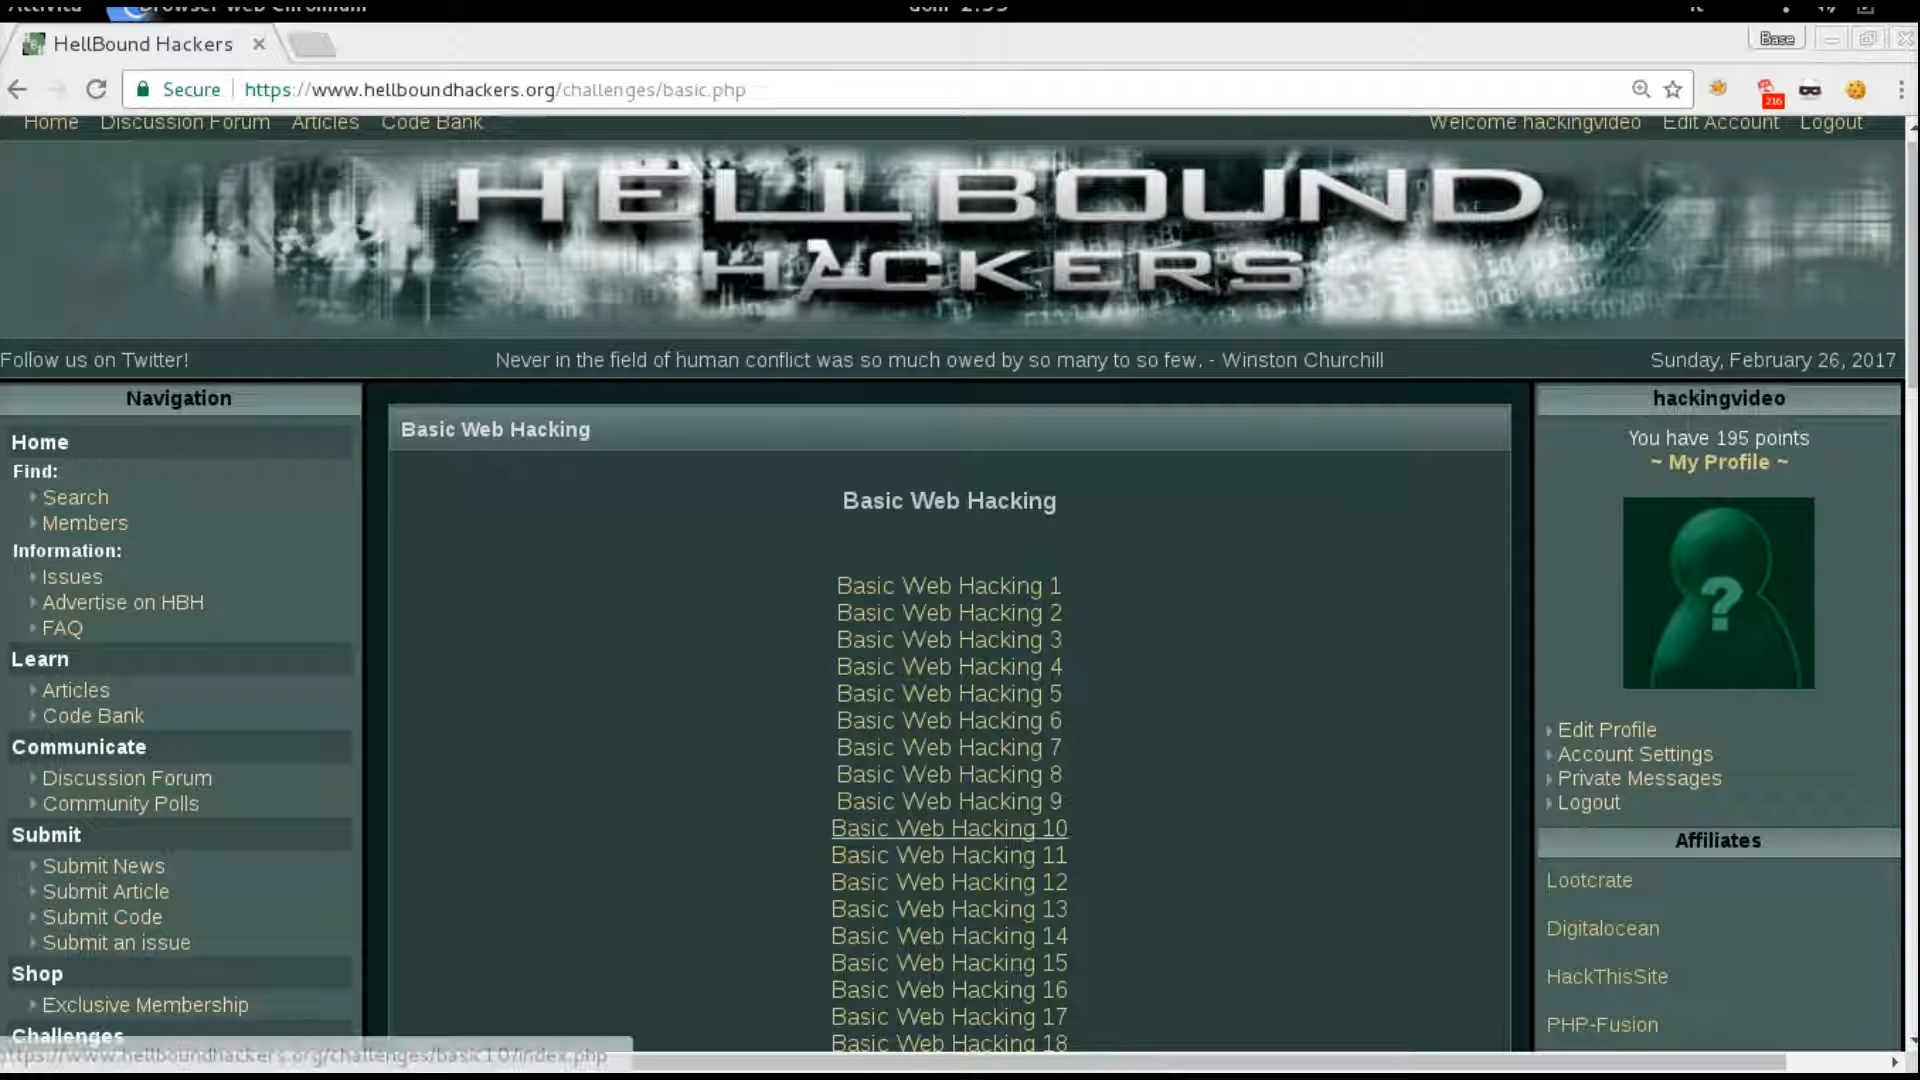 Attività Browser web Chromium dom 2:55 it
HellBound Hackers
Base
Secure https://www.hellboundhackers.org/challenges/basic.php
216
Home Discussion Forum Articles Code Bank Welcome hackingvideo Edit Account Logout
HELLBOUND
HACKERS
Follow us on Twitter! Never in the field of human conflict was so much owed by so many to so few. - Winston Churchill Sunday, February 26, 2017
Navigation
Home
Find:
Search
Members
Information:
Issues
Advertise on HBH
FAQ
Learn
Articles
Code Bank
Communicate
Discussion Forum
Community Polls
Submit
Submit News
Submit Article
Submit Code
Submit an issue
Shop
Exclusive Membership
Challenges
Basic Web Hacking
Basic Web Hacking
Basic Web Hacking 1
Basic Web Hacking 2
Basic Web Hacking 3
Basic Web Hacking 4
Basic Web Hacking 5
Basic Web Hacking 6
Basic Web Hacking 7
Basic Web Hacking 8
Basic Web Hacking 9
Basic Web Hacking 10
Basic Web Hacking 11
Basic Web Hacking 12
Basic Web Hacking 13
Basic Web Hacking 14
Basic Web Hacking 15
Basic Web Hacking 16
Basic Web Hacking 17
Basic Web Hacking 18
hackingvideo
You have 195 points
~ My Profile ~
?
Edit Profile
Account Settings
Private Messages
Logout
Affiliates
Lootcrate
Digitalocean
HackThisSite
PHP-Fusion
https://www.hellboundhackers.org/challenges/basic10/index.php